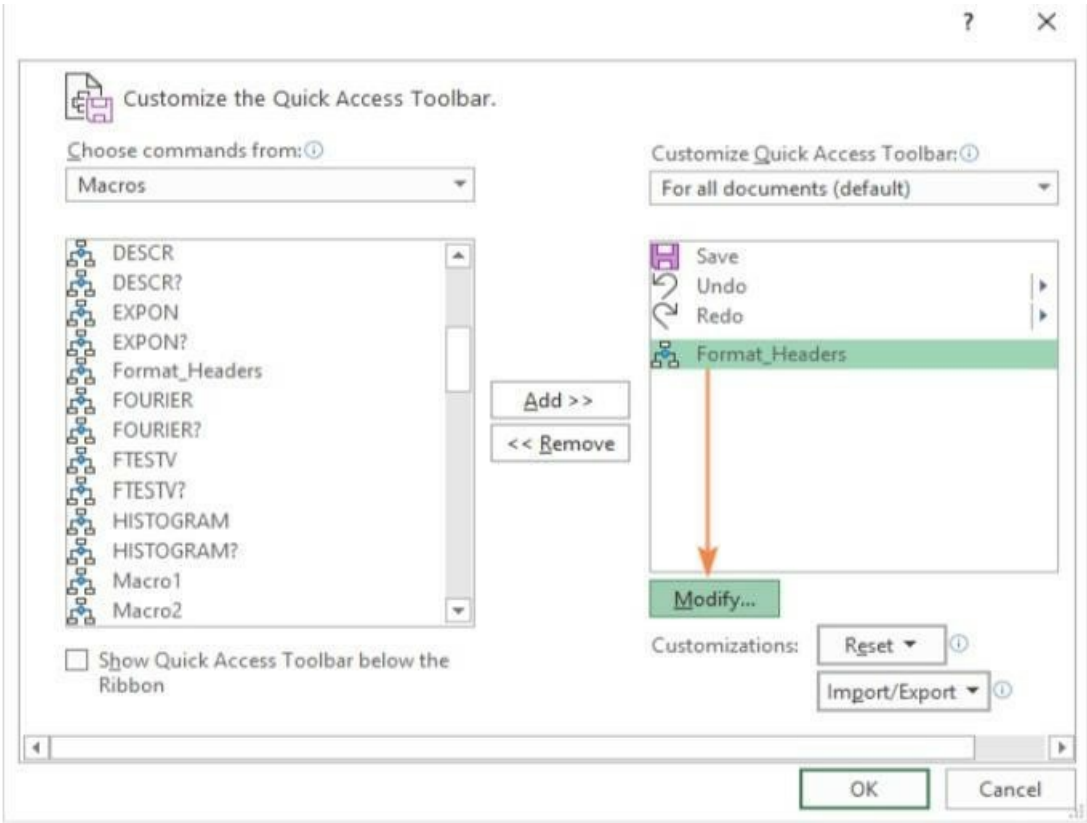 ?
Customize the Quick Access Toolbar.
Choose commands from:
Macros
DESCR
DESCR?
EXPON
EXPON?
Format_Headers
FOURIER
FOURIER?
FTESTV
FTESTV?
HISTOGRAM
HISTOGRAM?
Macro1
Macro2
Show Quick Access Toolbar below the
Ribbon
Add >>
<< Remove
Customize Quick Access Toolbar:
For all documents (default)
Save
Undo
Redo
Format_Headers
Modify...
Customizations:
Reset
Import/Export
OK
Cancel